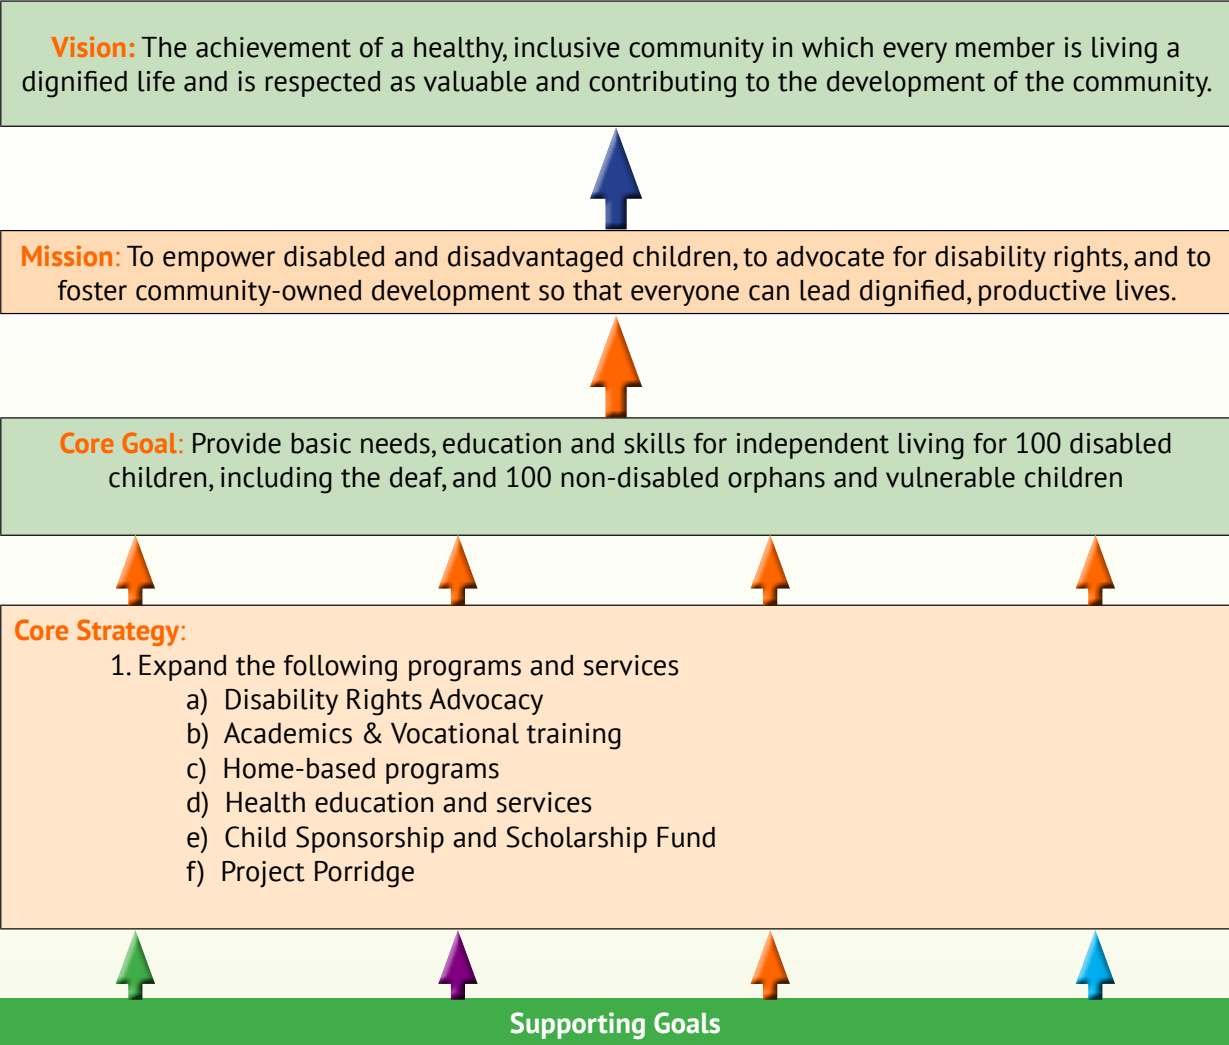 Vision: The achievement of a healthy, inclusive community in which every member is living a
dignified life and is respected as valuable and contributing to the development of the community.
Mission: To empower disabled and disadvantaged children, to advocate for disability rights, and to
foster community-owned development so that everyone can lead dignified, productive lives.
Core Goal: Provide basic needs, education and skills for independent living for 100 disabled
children, including the deaf, and 100 non-disabled orphans and vulnerable children
Core Strategy:
1. Expand the following programs and services
a) Disability Rights Advocacy
b) Academics & Vocational training
c) Home-based programs
d) Health education and services
e) Child Sponsorship and Scholarship Fund
f) Project Porridge
Supporting Goals